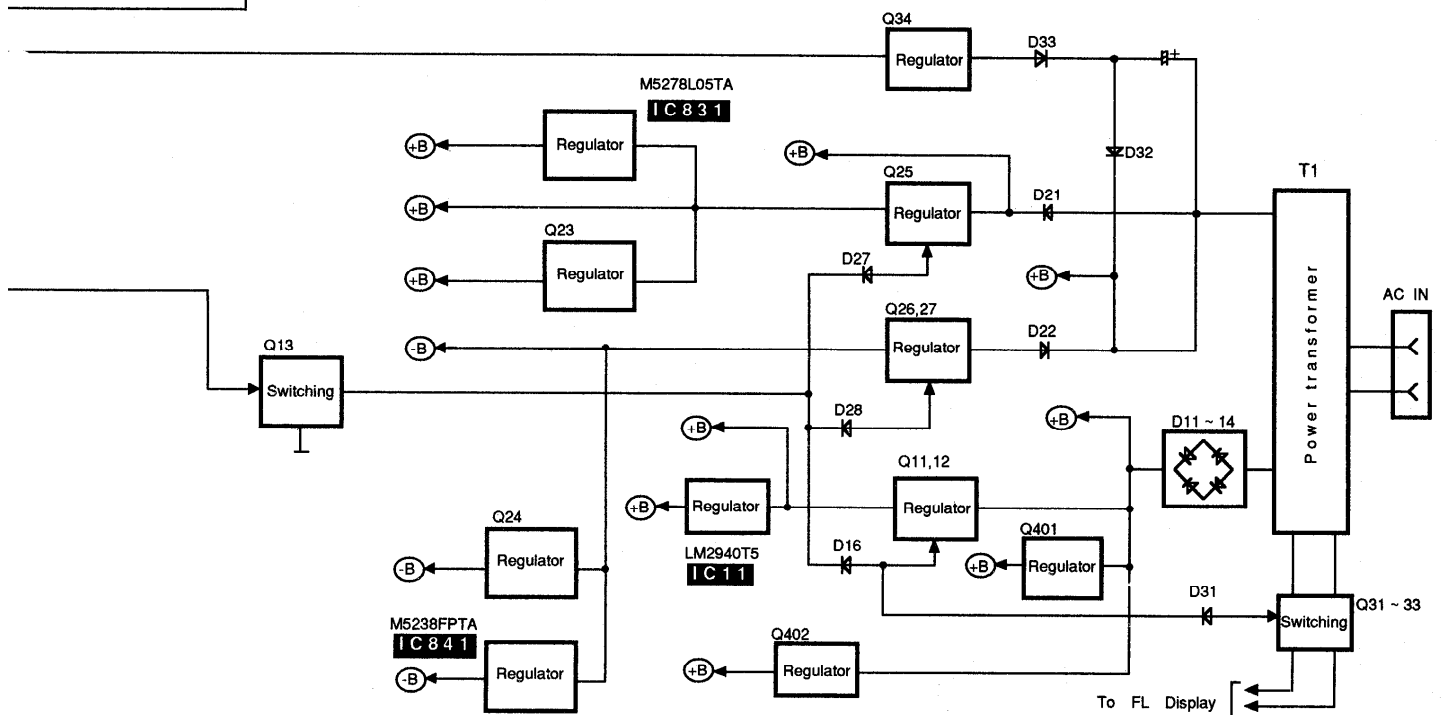 Q34
Regulator
D33
+
M5278L05TA
IC831
Regulator
+B
+B
D32
T1
Q25
Regulator
D21
+B
Q23
Regulator
+B
D27
+B
Power transformer
AC IN
Q26,27
Regulator
D22
-B
Q13
Switching
D28
+B
+B
D11 ~ 14
Q11,12
Regulator
+B
Regulator
LM2940T5
IC11
Q24
Regulator
-B
D16
Q401
Regulator
+B
D31
Q31 ~ 33
Switching
M5238FPTA
IC841
Regulator
-B
Q402
Regulator
+B
To FL Display